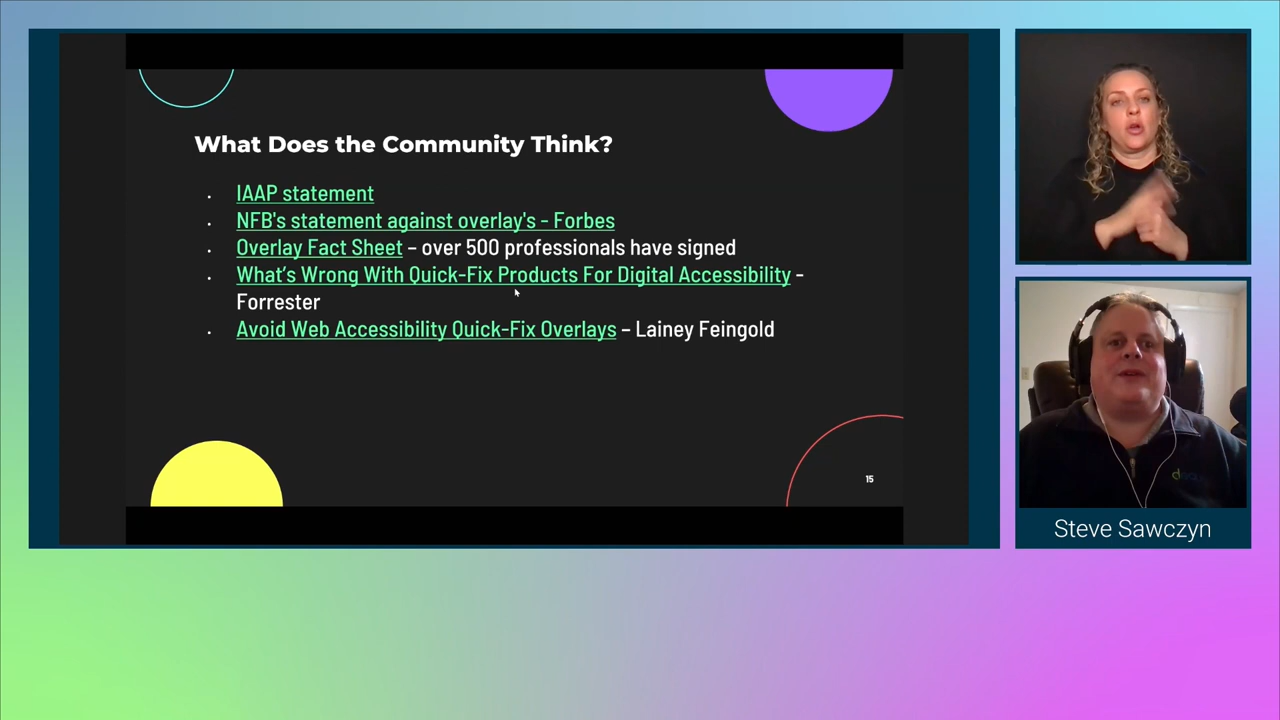 What Does the Community Think?
IAAP statement
NFB's statement against overlay's - Forbes
Overlay Fact Sheet – over 500 professionals have signed
What’s Wrong With Quick-Fix Products For Digital Accessibility -
Forrester
Avoid Web Accessibility Quick-Fix Overlays – Lainey Feingold
15
Steve Sawczyn